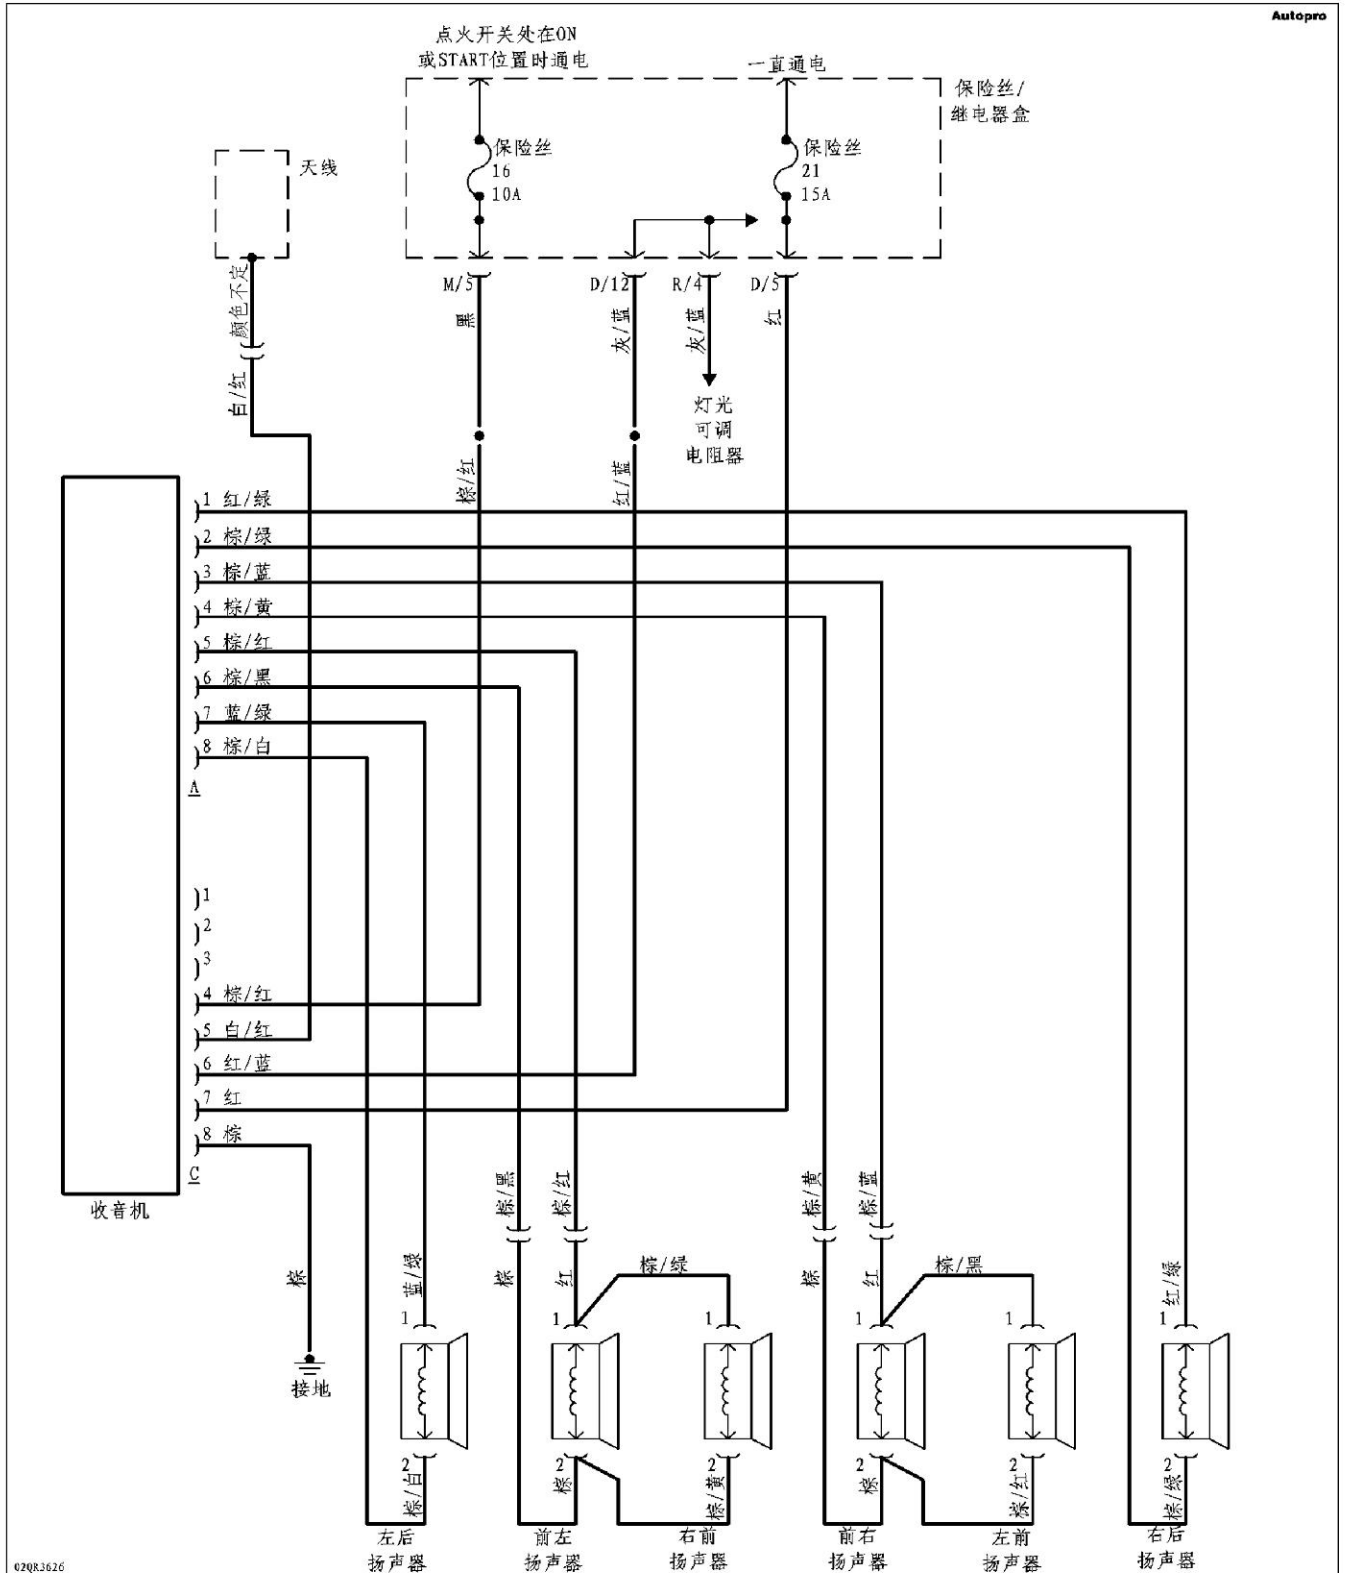 Autopro
点火开关处在ON
或START位置时通电
一直通电
保险丝/
继电器盒
保险丝
16
10A
保险丝
21
15A
天线
M/5
D/12
R/4
D/5
颜色不定
白/红
黑
灰/蓝
灰/蓝
红
灯光
可调
电阻器
棕/红
红/蓝
1 红/绿
2 棕/绿
3 棕/蓝
4 棕/黄
5 棕/红
6 棕/黑
7 蓝/绿
8 棕/白
A
1
2
3
4 棕/红
5 白/红
6 红/蓝
7 红
8 棕
C
收音机
棕
接地
蓝/绿
棕/黑
棕/红
棕
红
棕/绿
棕/黄
棕/蓝
棕
红
棕/黑
红/绿
1
1
1
1
1
1
2
2
2
2
2
2
棕/白
棕
棕/黄
棕
棕/红
棕/绿
左后
扬声器
前左
扬声器
右前
扬声器
前右
扬声器
左前
扬声器
右后
扬声器
02QR3626